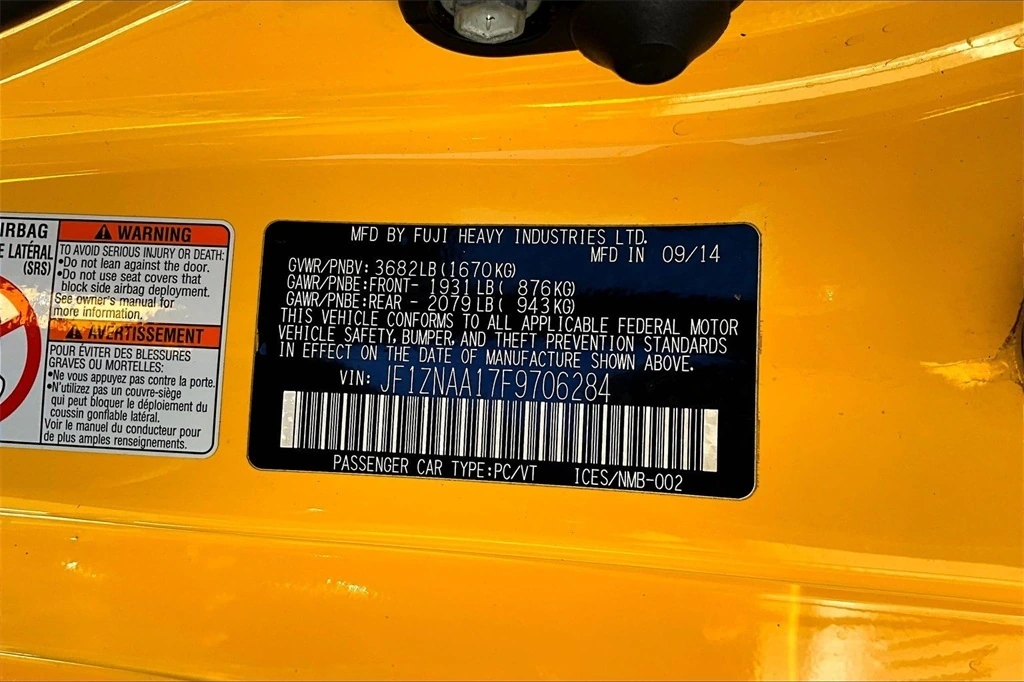 IRBAG
E LATÉRAL
(SRS)
WARNING
TO AVOID SERIOUS INJURY OR DEATH:
•Do not lean against the door.
•Do not use seat covers that
block side airbag deployment.
See owner's manual for
more information.
AVERTISSEMENT
POUR ÉVITER DES BLESSURES
GRAVES OU MORTELLES:
•Ne vous appuyez pas contre la porte.
•N'utilisez pas un couvre-siège
qui peut bloquer le déploiement du
coussin gonflable latéral.
Voir le manuel du conducteur pour
de plus amples renseignements.
MFD BY FUJI HEAVY INDUSTRIES LTD.
MFD IN 09/14
GVWR/PNBV: 3682LB (1670KG)
GAWR/PNBE:FRONT- 1931LB( 876KG)
GAWR/PNBE:REAR - 2079LB( 943KG)
THIS VEHICLE CONFORMS TO ALL APPLICABLE FEDERAL MOTOR
VEHICLE SAFETY, BUMPER, AND THEFT PREVENTION STANDARDS
IN EFFECT ON THE DATE OF MANUFACTURE SHOWN ABOVE.
VIN: JF1ZNAA17F9706284
PASSENGER CAR TYPE:PC/VT ICES/NMB-002